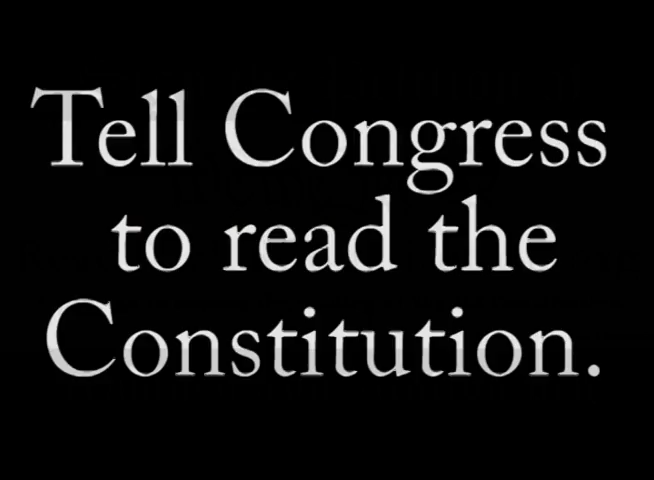 Tell Congress
to read the
Constitution.